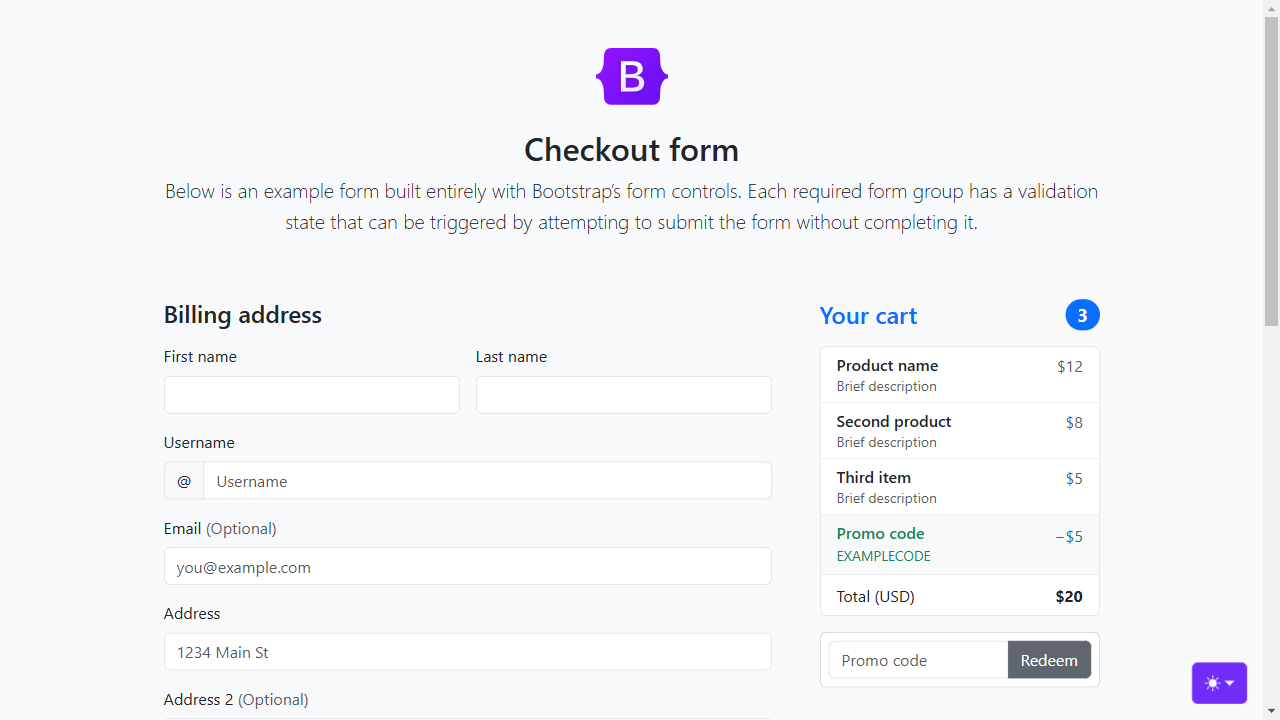 B
Checkout form
Below is an example form built entirely with Bootstrap’s form controls. Each required form group has a validation
state that can be triggered by attempting to submit the form without completing it.
Billing address
First name
Last name
Username
@ Username
Email (Optional)
you@example.com
Address
1234 Main St
Address 2 (Optional)
Your cart 3
Product name $12
Brief description
Second product $8
Brief description
Third item $5
Brief description
Promo code −$5
EXAMPLECODE
Total (USD) $20
Promo code Redeem